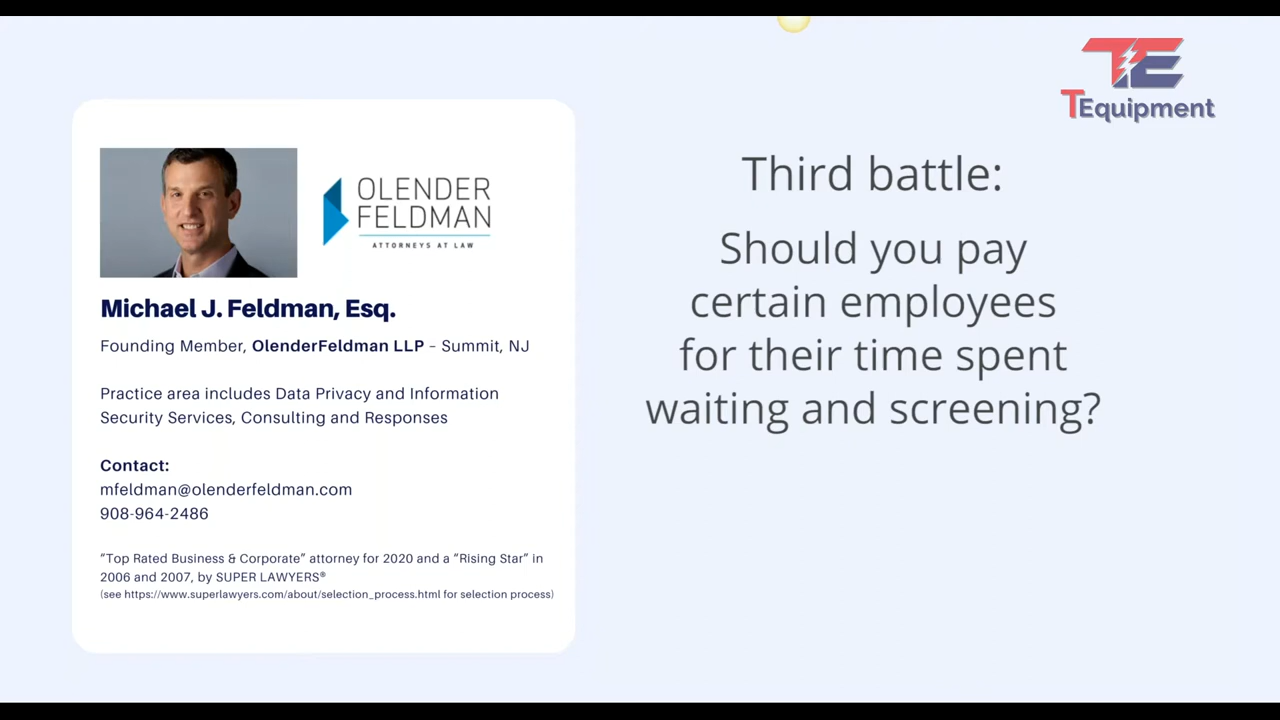 TE
TEquipment
OLENDER
FELDMAN
ATTORNEYS AT LAW
Michael J. Feldman, Esq.
Founding Member, OlenderFeldman LLP – Summit, NJ
Practice area includes Data Privacy and Information
Security Services, Consulting and Responses
Contact:
mfeldman@olenderfeldman.com
908-964-2486
“Top Rated Business & Corporate” attorney for 2020 and a “Rising Star” in
2006 and 2007, by SUPER LAWYERS®
(see https://www.superlawyers.com/about/selection_process.html for selection process)
Third battle:
Should you pay
certain employees
for their time spent
waiting and screening?